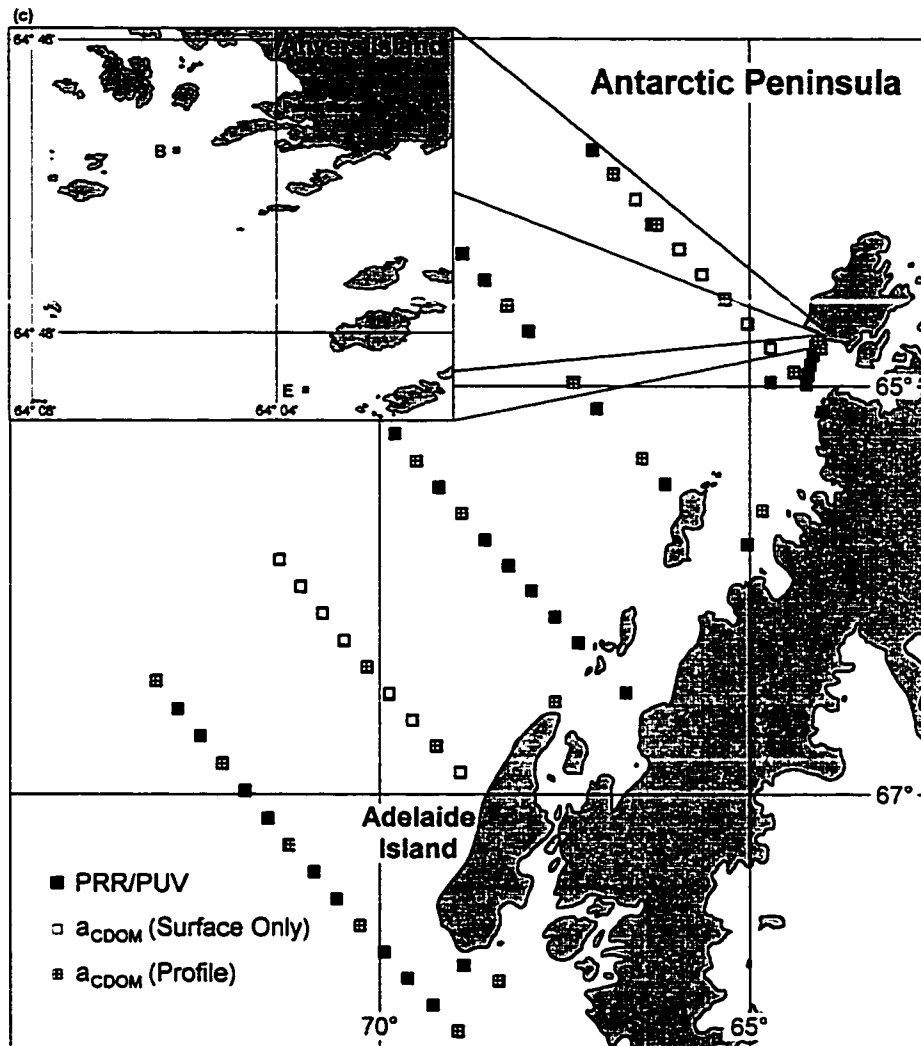 (c)
64° 46'
Anvers Island
Antarctic Peninsula
B
64° 48'
E
64° 08'
64° 04'
65°
67°
Adelaide
Island
PRR/PUV
aCDOM (Surface Only)
aCDOM (Profile)
70°
65°